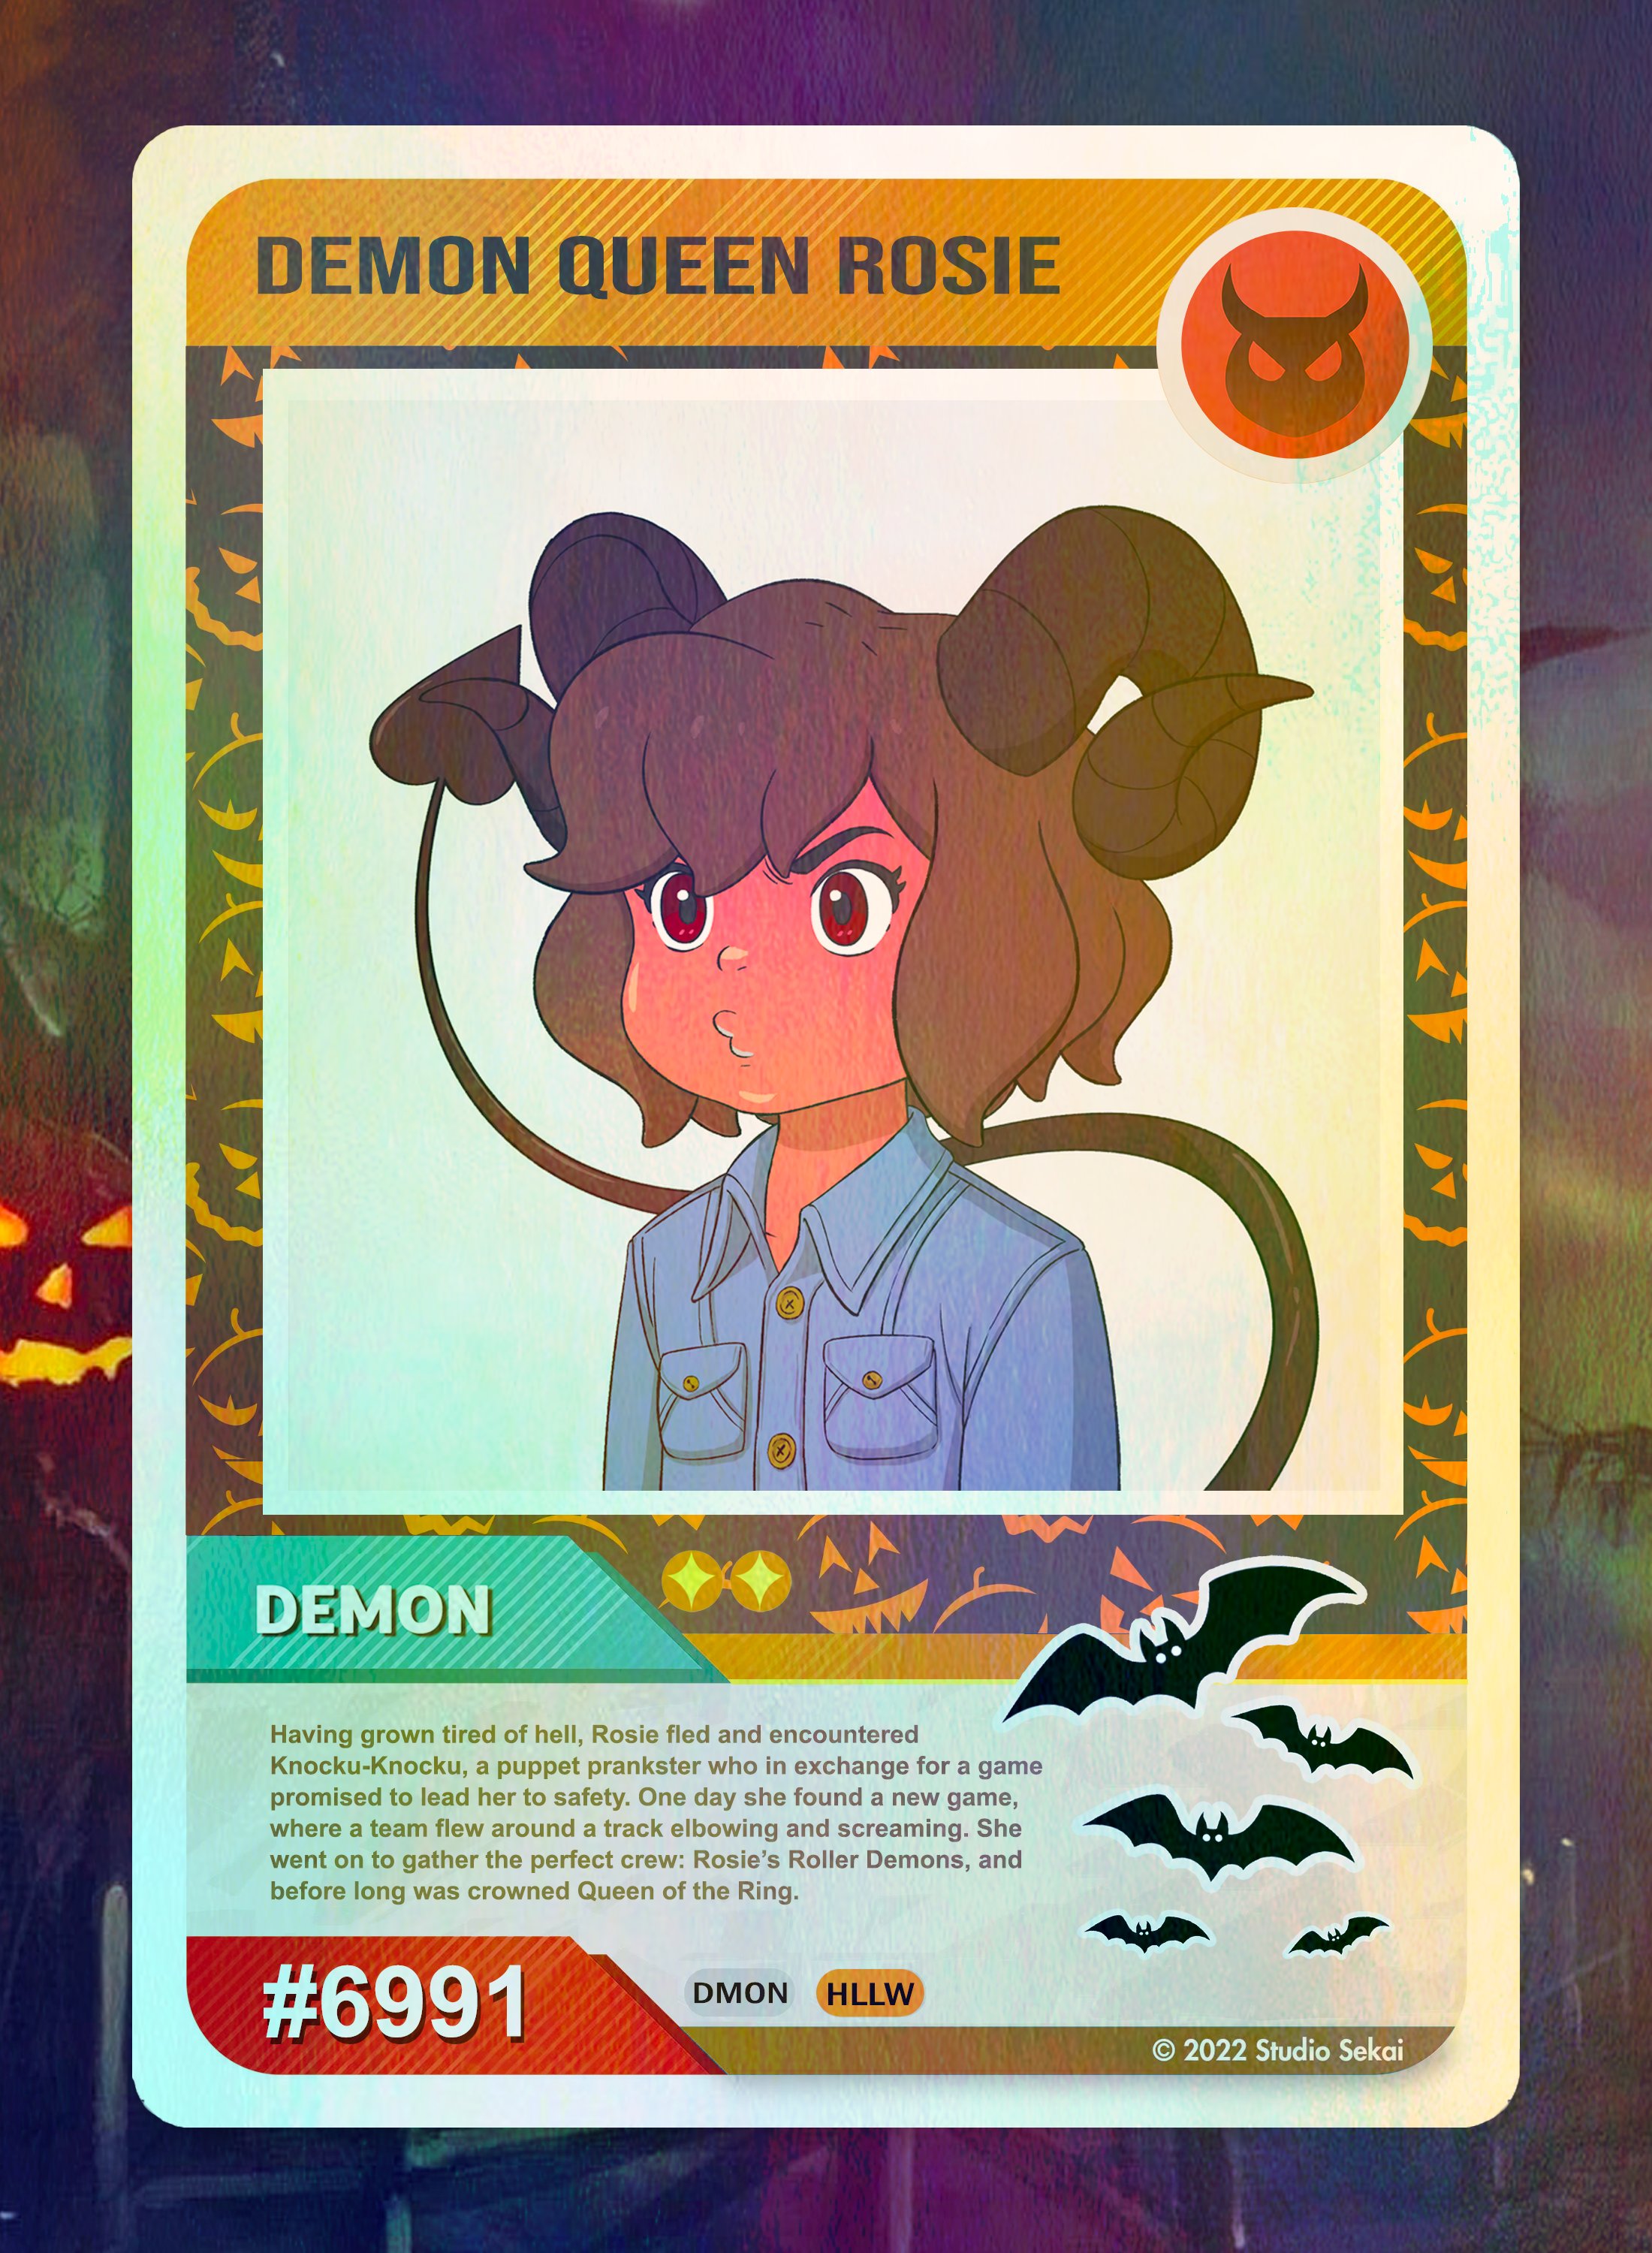 DEMON QUEEN ROSIE
DEMON
Having grown tired of hell, Rosie fled and encountered
Knocku-Knocku, a puppet prankster who in exchange for a game
promised to lead her to safety. One day she found a new game,
where a team flew around a track elbowing and screaming. She
went on to gather the perfect crew: Rosie’s Roller Demons, and
before long was crowned Queen of the Ring.
#6991
DMON HLLW
© 2022 Studio Sekai